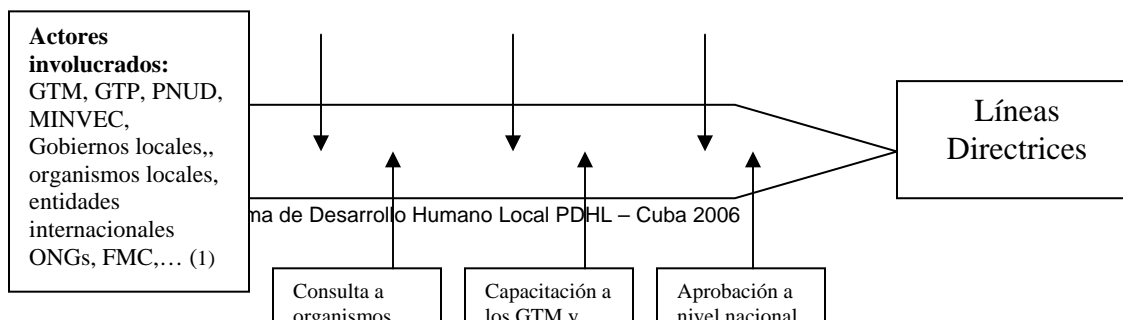 Actores
involucrados:
GTM, GTP, PNUD,
MINVEC,
Gobiernos locales,,
organismos locales,
entidades
internacionales
ONGs, FMC,… (1)
Líneas
Directrices
ma de Desarrollo Humano Local PDHL – Cuba 2006
Consulta a
organismos
Capacitación a
los GTM y
Aprobación a
nivel nacional